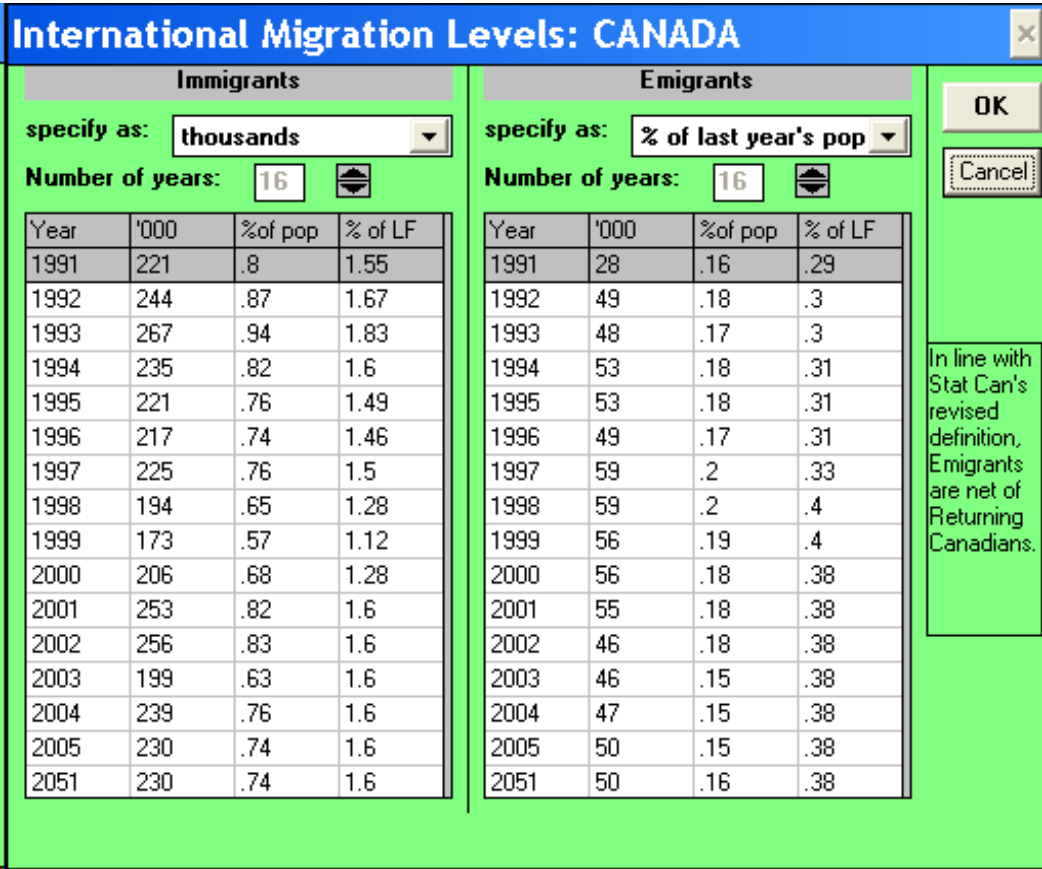 International Migration Levels: CANADA
Immigrants
specify as: thousands
Number of years: 16
Year '000 %of pop % of LF
1991 221 .8 1.55
1992 244 .87 1.67
1993 267 .94 1.83
1994 235 .82 1.6
1995 221 .76 1.49
1996 217 .74 1.46
1997 225 .76 1.5
1998 194 .65 1.28
1999 173 .57 1.12
2000 206 .68 1.28
2001 253 .82 1.6
2002 256 .83 1.6
2003 199 .63 1.6
2004 239 .76 1.6
2005 230 .74 1.6
2051 230 .74 1.6
Emigrants
specify as: % of last year's pop
Number of years: 16
Year '000 %of pop % of LF
1991 28 .16 .29
1992 49 .18 .3
1993 48 .17 .3
1994 53 .18 .31
1995 53 .18 .31
1996 49 .17 .31
1997 59 .2 .33
1998 59 .2 .4
1999 56 .19 .4
2000 56 .18 .38
2001 55 .18 .38
2002 46 .18 .38
2003 46 .15 .38
2004 47 .15 .38
2005 50 .15 .38
2051 50 .16 .38
OK
Cancel
In line with
Stat Can's
revised
definition,
Emigrants
are net of
Returning
Canadians.